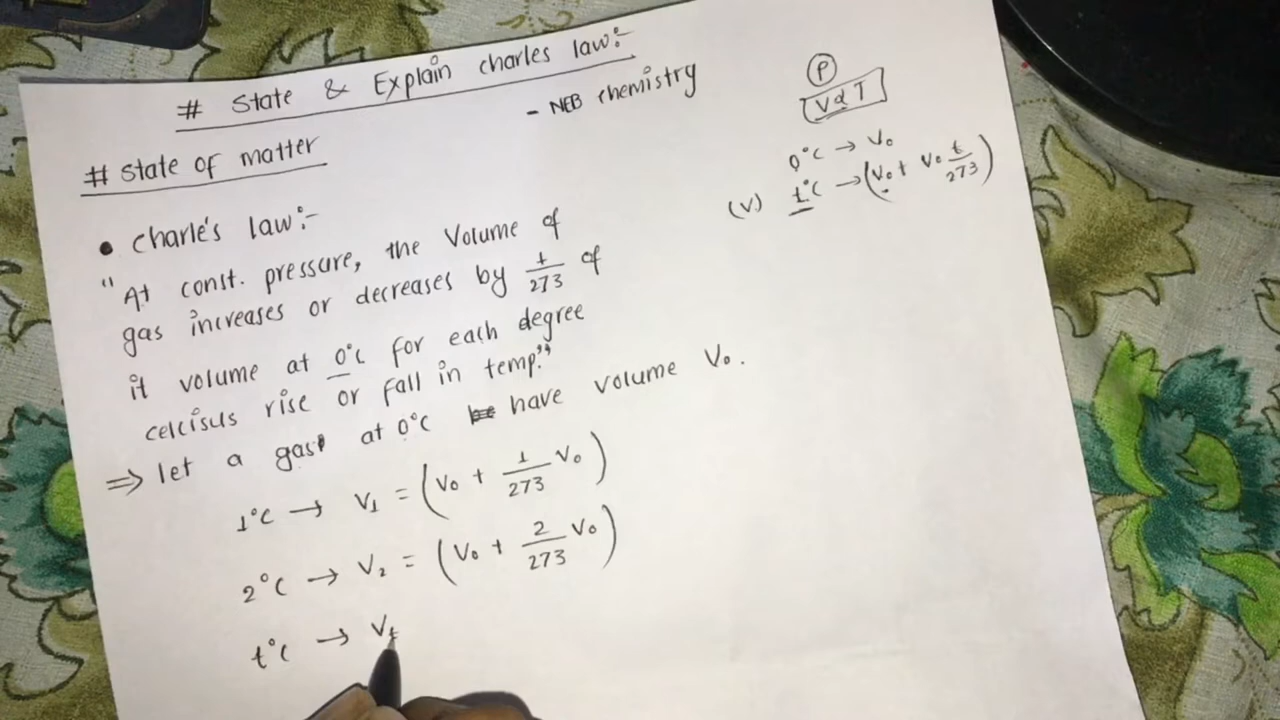 # State & Explain charles law:-
- NEB chemistry
# State of matter
• Charle's law:-
"At const. pressure, the Volume of
gas increases or decreases by 1/273 of
it volume at 0°C for each degree
celcisus rise or fall in temp."
⇒ let a gas at 0°C have volume V₀.
1°C → V₁ = (V₀ + 1/273 V₀)
2°C → V₂ = (V₀ + 2/273 V₀)
t°C → Vₜ
P
V α T
0°C → V₀
(V) t°C → (V₀ + V₀ t/273)